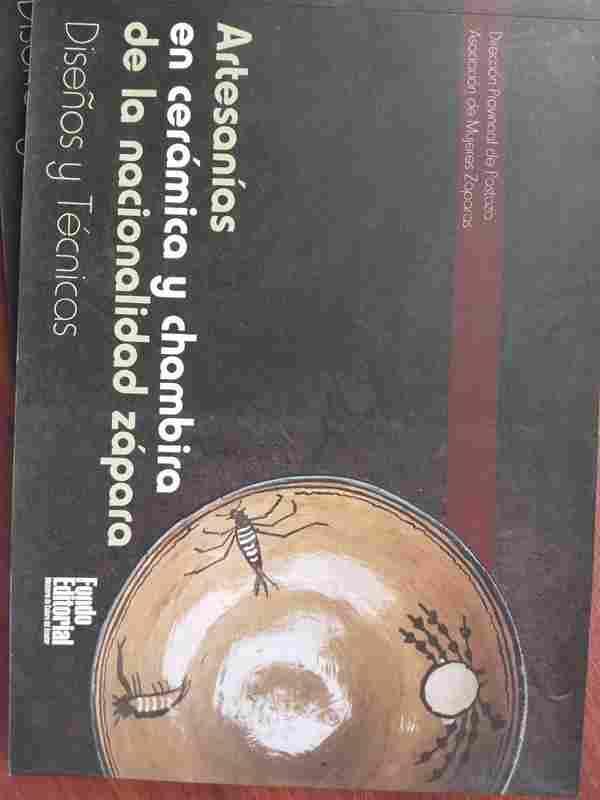 Dirección Provincial de Pastaza
Asociación de Mujeres Záparas
Artesanías
en cerámica y chambira
de la nacionalidad zápara
Diseños y Técnicas
Fondo
Editorial